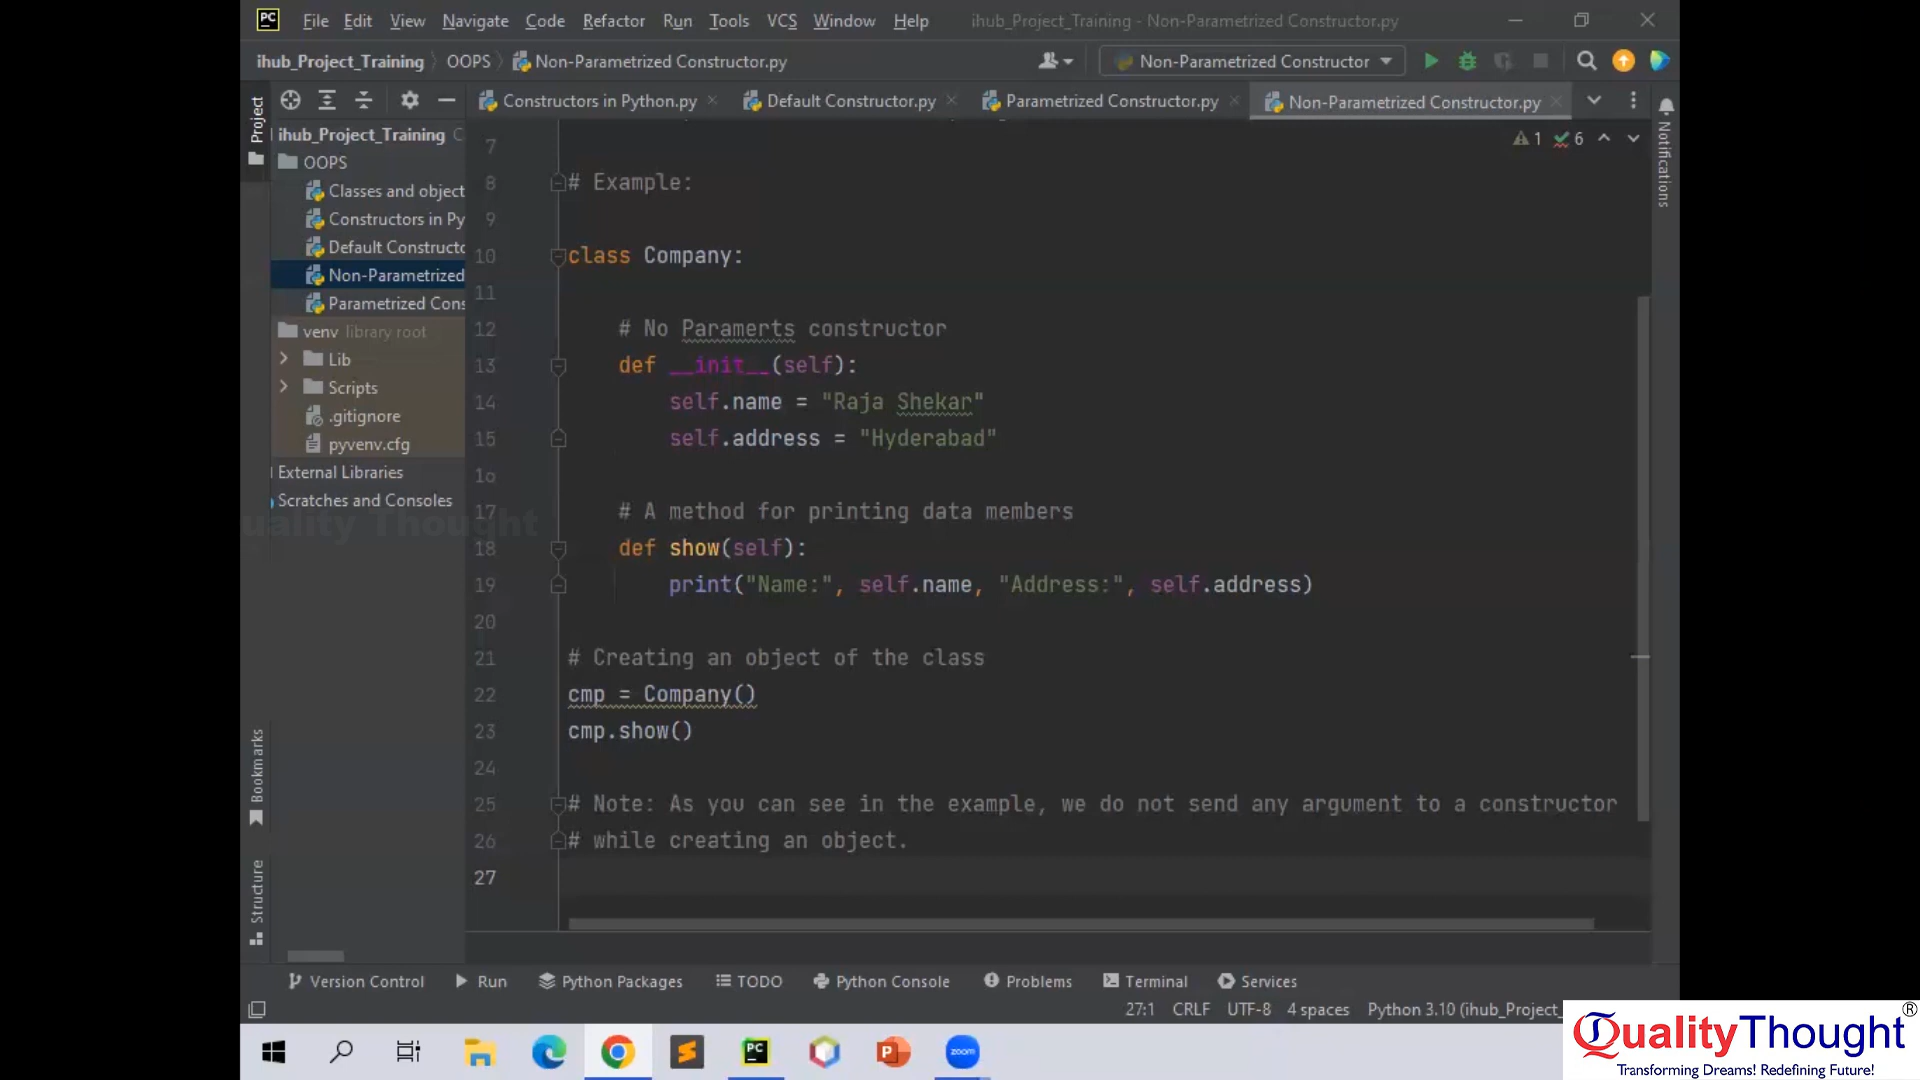 PC File Edit View Navigate Code Refactor Run Tools VCS Window Help ihub_Project_Training - Non-Parametrized Constructor.py
ihub_Project_Training OOPS Non-Parametrized Constructor.py Non-Parametrized Constructor
Constructors in Python.py Default Constructor.py Parametrized Constructor.py Non-Parametrized Constructor.py
Project
ihub_Project_Training C
OOPS
Classes and object
Constructors in Py
Default Constructo
Non-Parametrized
Parametrized Cons
venv library root
Lib
Scripts
.gitignore
pyvenv.cfg
External Libraries
Scratches and Consoles
uality Thought
Bookmarks
Structure
Notifications
1 6
7
8 # Example:
9
10 class Company:
11
12 # No Paramerts constructor
13 def __init__(self):
14 self.name = "Raja Shekar"
15 self.address = "Hyderabad"
16
17 # A method for printing data members
18 def show(self):
19 print("Name:", self.name, "Address:", self.address)
20
21 # Creating an object of the class
22 cmp = Company()
23 cmp.show()
24
25 # Note: As you can see in the example, we do not send any argument to a constructor
26 # while creating an object.
27
Version Control Run Python Packages TODO Python Console Problems Terminal Services
27:1 CRLF UTF-8 4 spaces Python 3.10 (ihub_Project_
PC P zoom
QualityThought®
Transforming Dreams! Redefining Future!